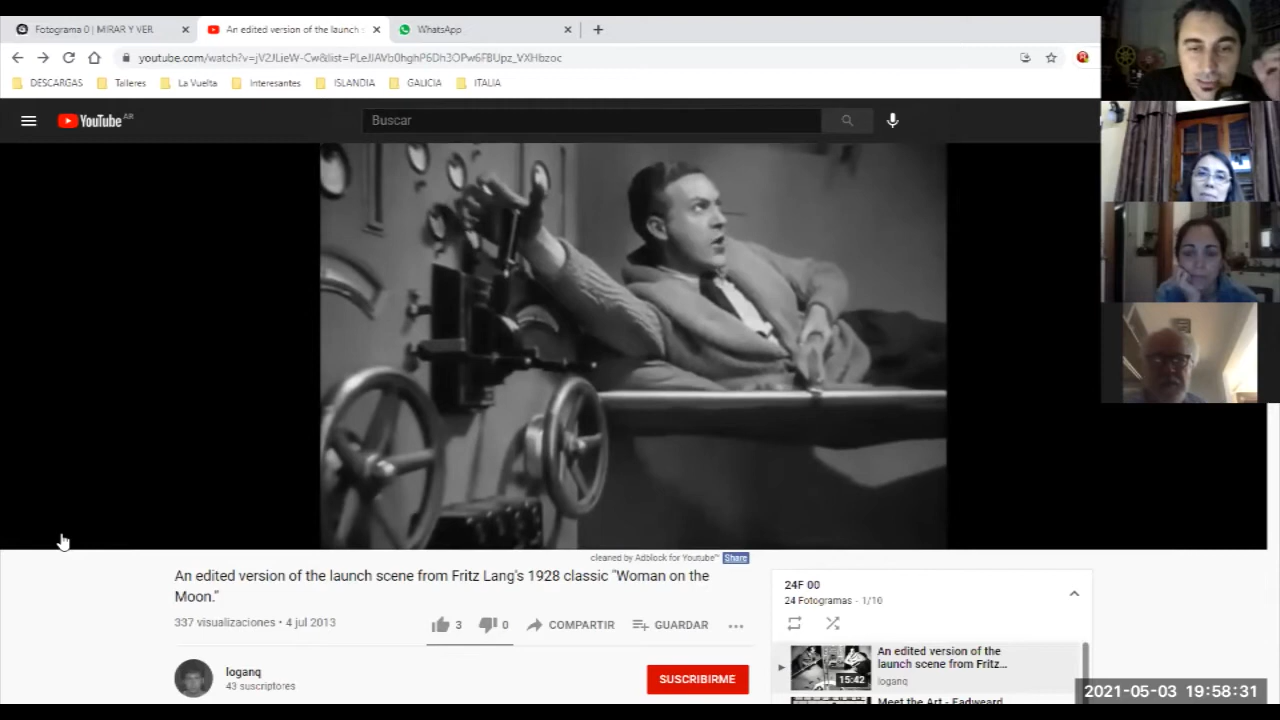 Fotograma 0 | MIRAR Y VER
An edited version of the launch s
WhatsApp
youtube.com/watch?v=jV2JLieW-Cw&list=PLeJIAVb0hghP6Dh3OPw6FBUpz_VXHbzoc
DESCARGAS Talleres La Vuelta Interesantes ISLANDIA GALICIA ITALIA
YouTube AR
Buscar
cleaned by Adblock for Youtube™ Share
An edited version of the launch scene from Fritz Lang's 1928 classic "Woman on the
Moon."
337 visualizaciones • 4 jul 2013
3 0 COMPARTIR GUARDAR
loganq
43 suscriptores
SUSCRIBIRME
24F 00
24 Fotogramas - 1/10
An edited version of the
launch scene from Fritz...
loganq
15:42
Meet the Art - Eadweard
2021-05-03 19:58:31